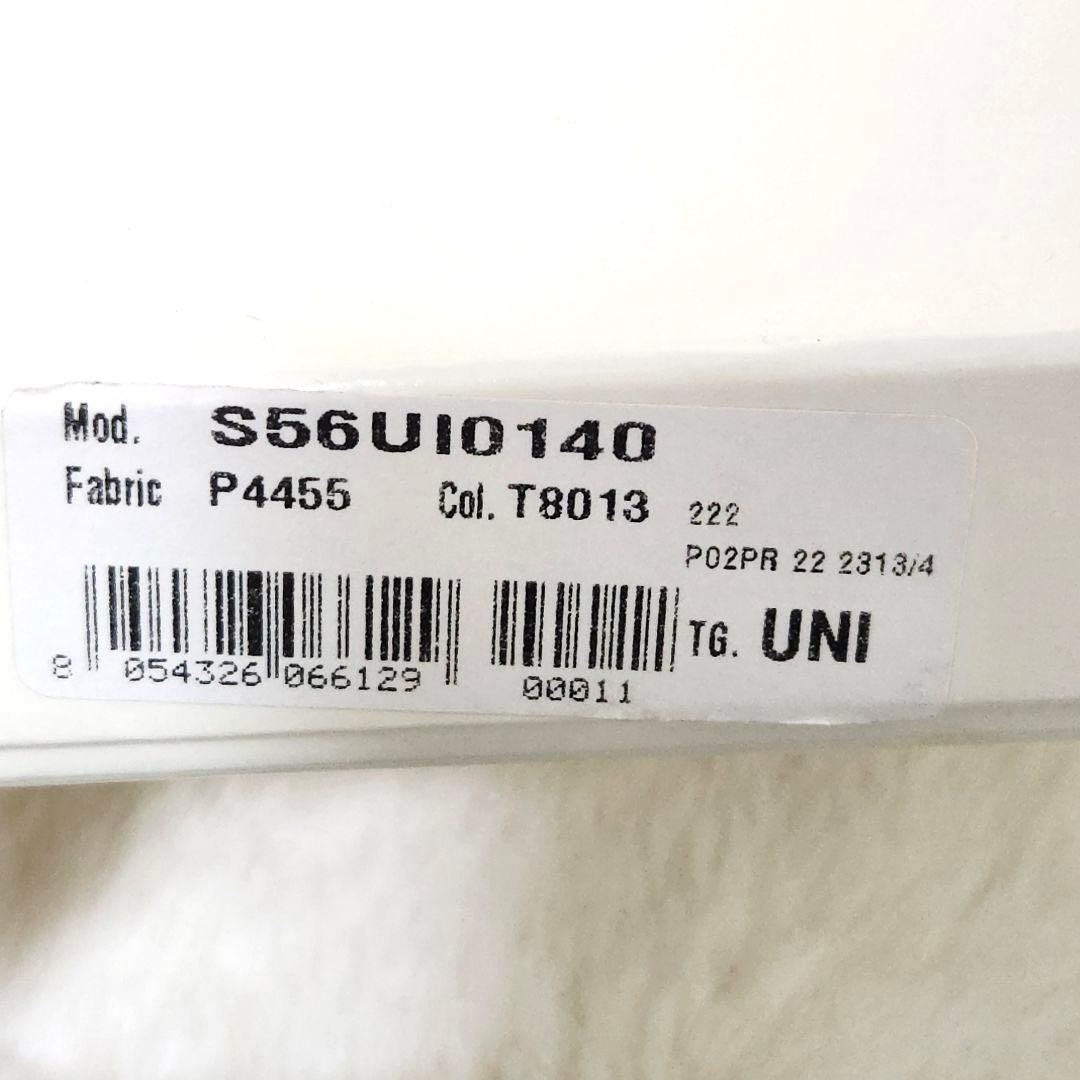 Mod. S56UI0140
Fabric P4455 Col. T8013 222
P02PR 22 2313/4
TG. UNI
8 054326 066129 00011